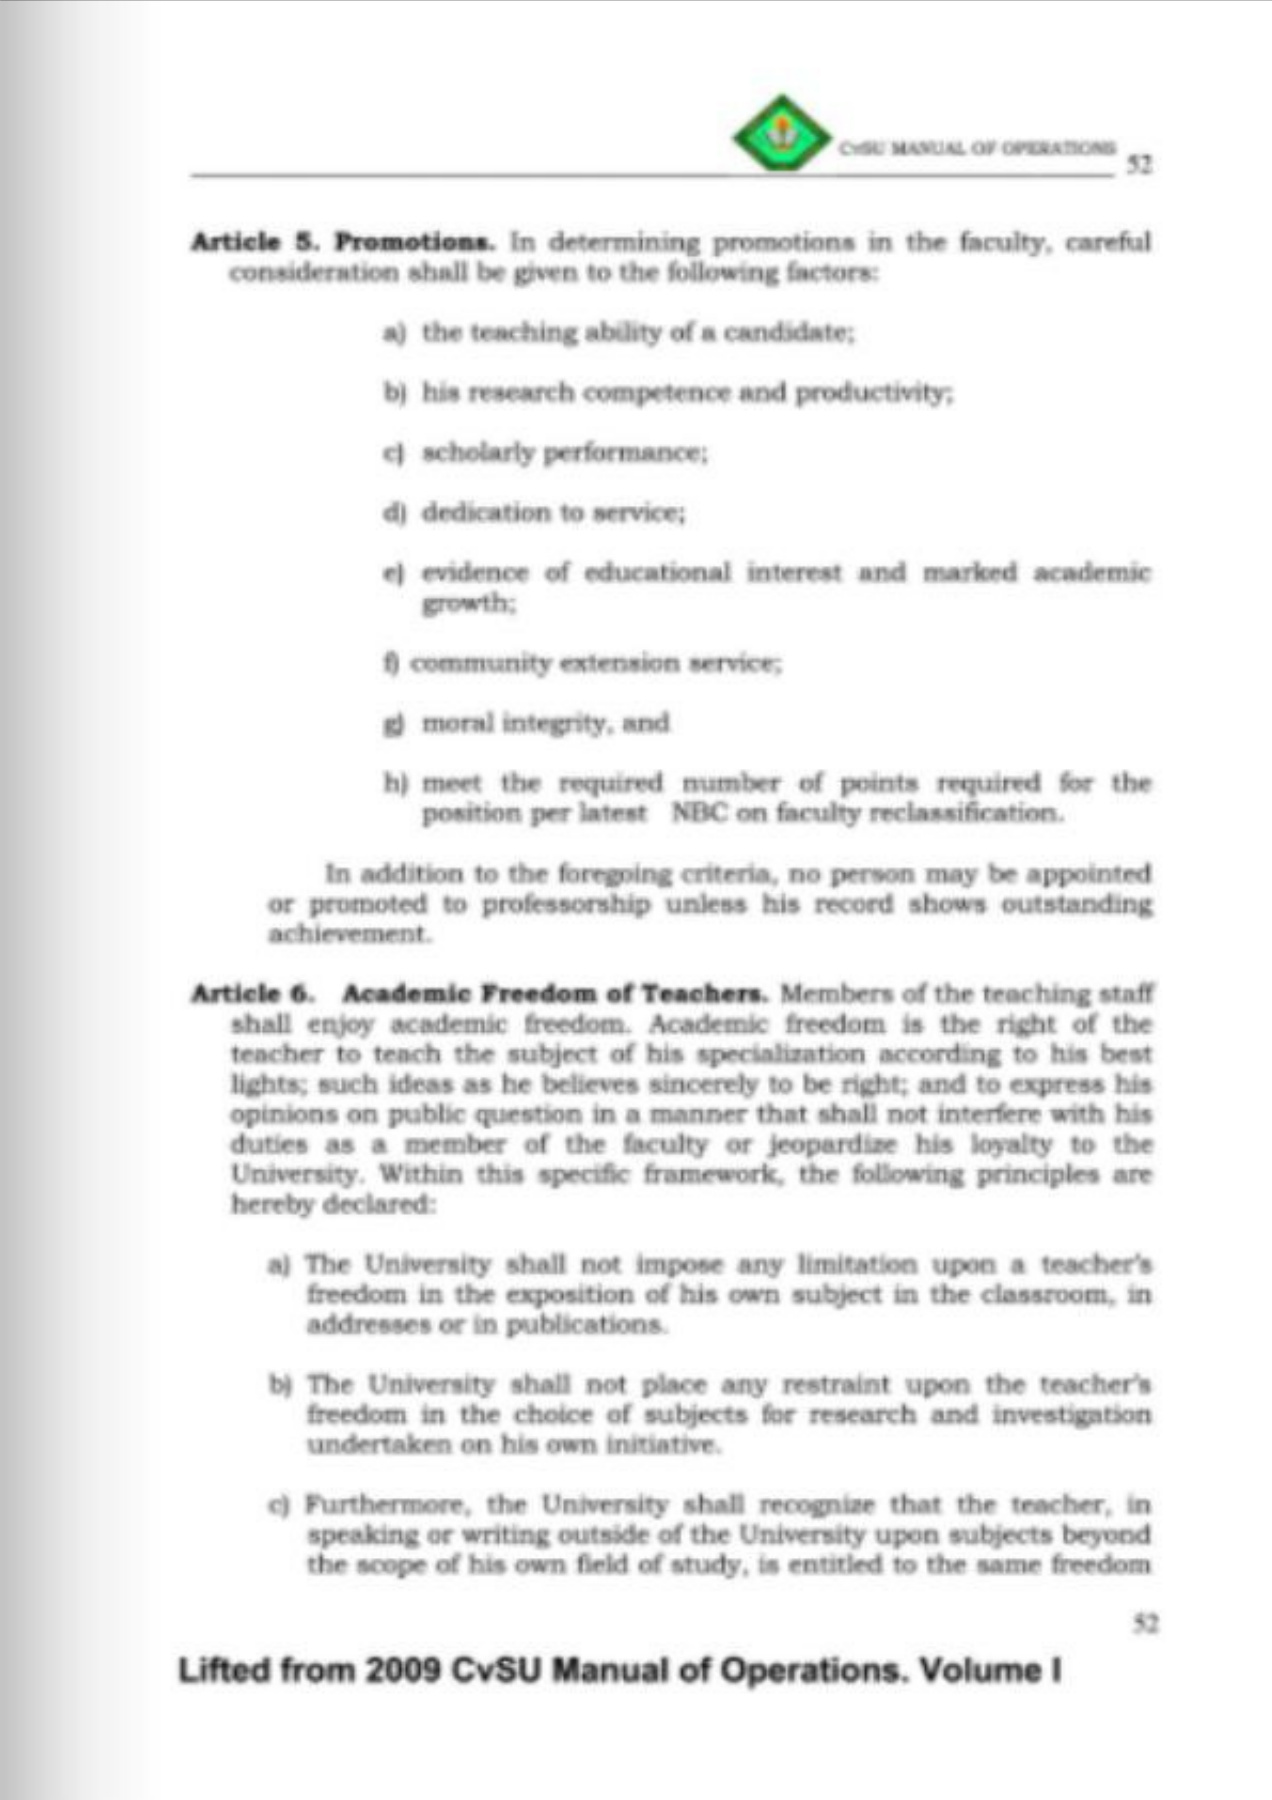 CvSU MANUAL OF OPERATIONS
52
Article 5. Promotions. In determining promotions in the faculty, careful
consideration shall be given to the following factors:
a) the teaching ability of a candidate;
b) his research competence and productivity;
c) scholarly performance;
d) dedication to service;
e) evidence of educational interest and marked academic
growth;
f) community extension service;
g) moral integrity, and
h) meet the required number of points required for the
position per latest NBC on faculty reclassification.
In addition to the foregoing criteria, no person may be appointed
or promoted to professorship unless his record shows outstanding
achievement.
Article 6. Academic Freedom of Teachers. Members of the teaching staff
shall enjoy academic freedom. Academic freedom is the right of the
teacher to teach the subject of his specialization according to his best
lights; such ideas as he believes sincerely to be right; and to express his
opinions on public question in a manner that shall not interfere with his
duties as a member of the faculty or jeopardize his loyalty to the
University. Within this specific framework, the following principles are
hereby declared:
a) The University shall not impose any limitation upon a teacher's
freedom in the exposition of his own subject in the classroom, in
addresses or in publications.
b) The University shall not place any restraint upon the teacher's
freedom in the choice of subjects for research and investigation
undertaken on his own initiative.
c) Furthermore, the University shall recognize that the teacher, in
speaking or writing outside of the University upon subjects beyond
the scope of his own field of study, is entitled to the same freedom
52
Lifted from 2009 CvSU Manual of Operations. Volume I